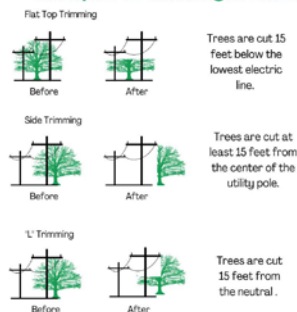 Flat Top Trimming
Trees are cut 15
feet below the
lowest electric
line.
Before
After
Side Trimming
Trees are cut at
least 15 feet from
the center of the
utility pole.
Before
After
'L' Trimming
Trees are cut
15 feet from
the neutral .
Before
After